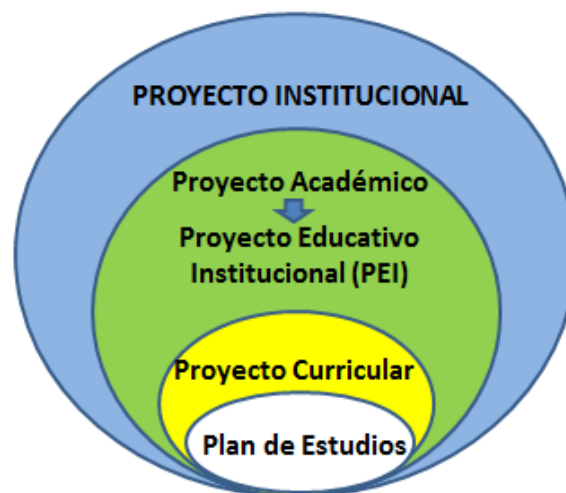 PROYECTO INSTITUCIONAL
Proyecto Académico
Proyecto Educativo
Institucional (PEI)
Proyecto Curricular
Plan de Estudios